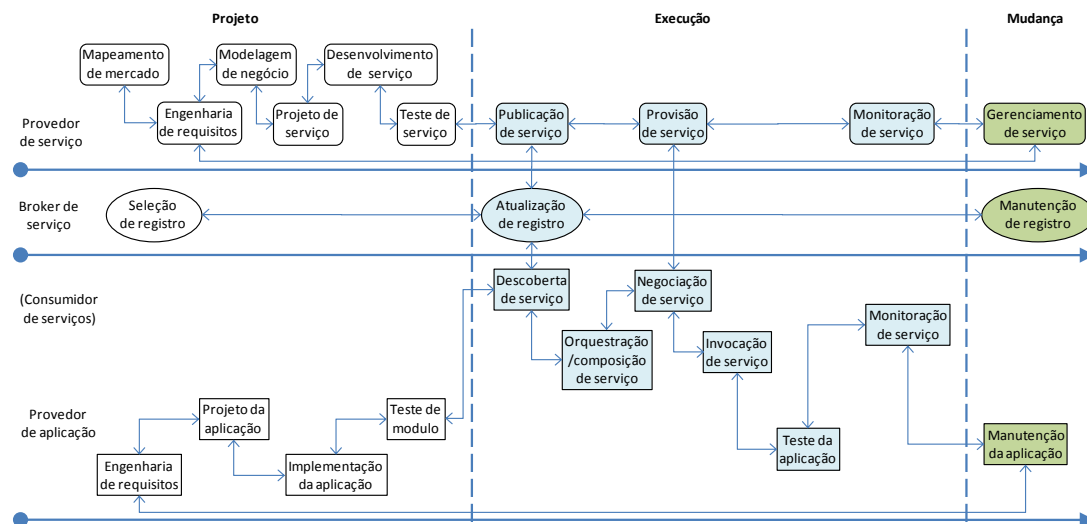 Projeto
Execução
Mudança
Mapeamento
de mercado
Modelagem
de negócio
Desenvolvimento
de serviço
Engenharia
de requisitos
Projeto de
serviço
Teste de
serviço
Publicação
de serviço
Provisão
de serviço
Monitoração
de serviço
Gerenciamento
de serviço
Provedor
de serviço
Broker de
serviço
Seleção
de registro
Atualização
de registro
Manutenção
de registro
(Consumidor
de serviços)
Descoberta
de serviço
Negociação
de serviço
Monitoração
de serviço
Orquestração
/composição
de serviço
Invocação
de serviço
Provedor
de aplicação
Projeto da
aplicação
Teste de
modulo
Teste da
aplicação
Manutenção
da aplicação
Engenharia
de requisitos
Implementação
da aplicação